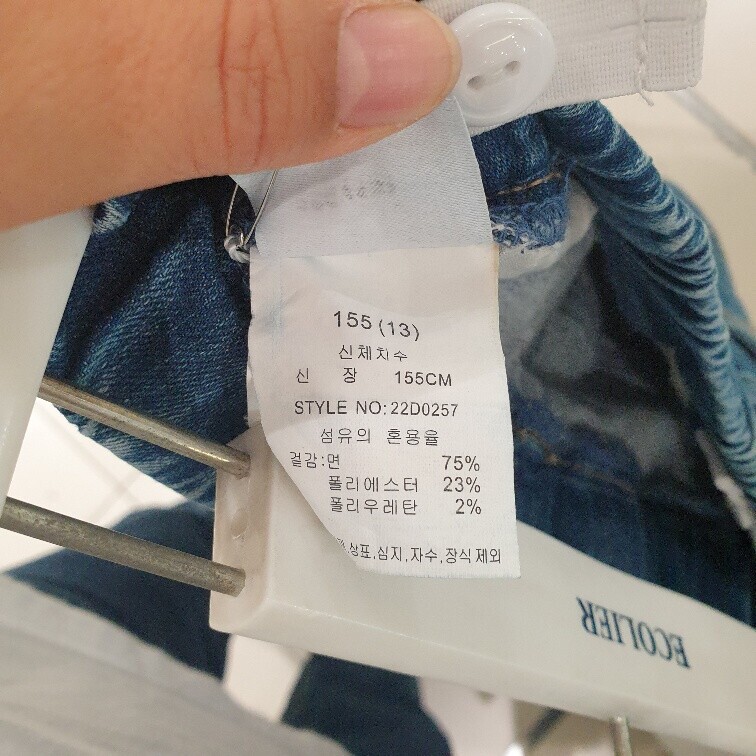 155 (13)
신체치수
신 장 155CM
STYLE NO:22D0257
섬유의 혼용율
겉감:면 75%
폴리에스터 23%
폴리우레탄 2%
상표,심지,자수,장식 제외
ECOLIER